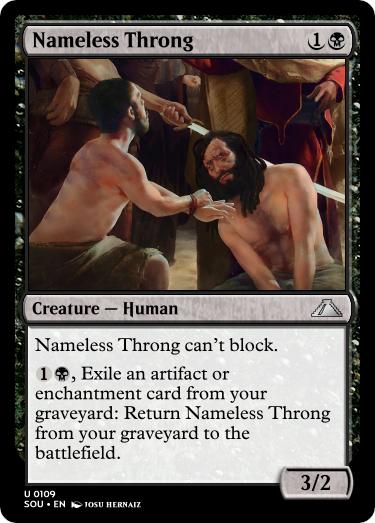 Nameless Throng 1
Creature — Human
Nameless Throng can't block.
1 , Exile an artifact or
enchantment card from your
graveyard: Return Nameless Throng
from your graveyard to the
battlefield.
3/2
U 0109
SOU • EN JOSU HERNAIZ